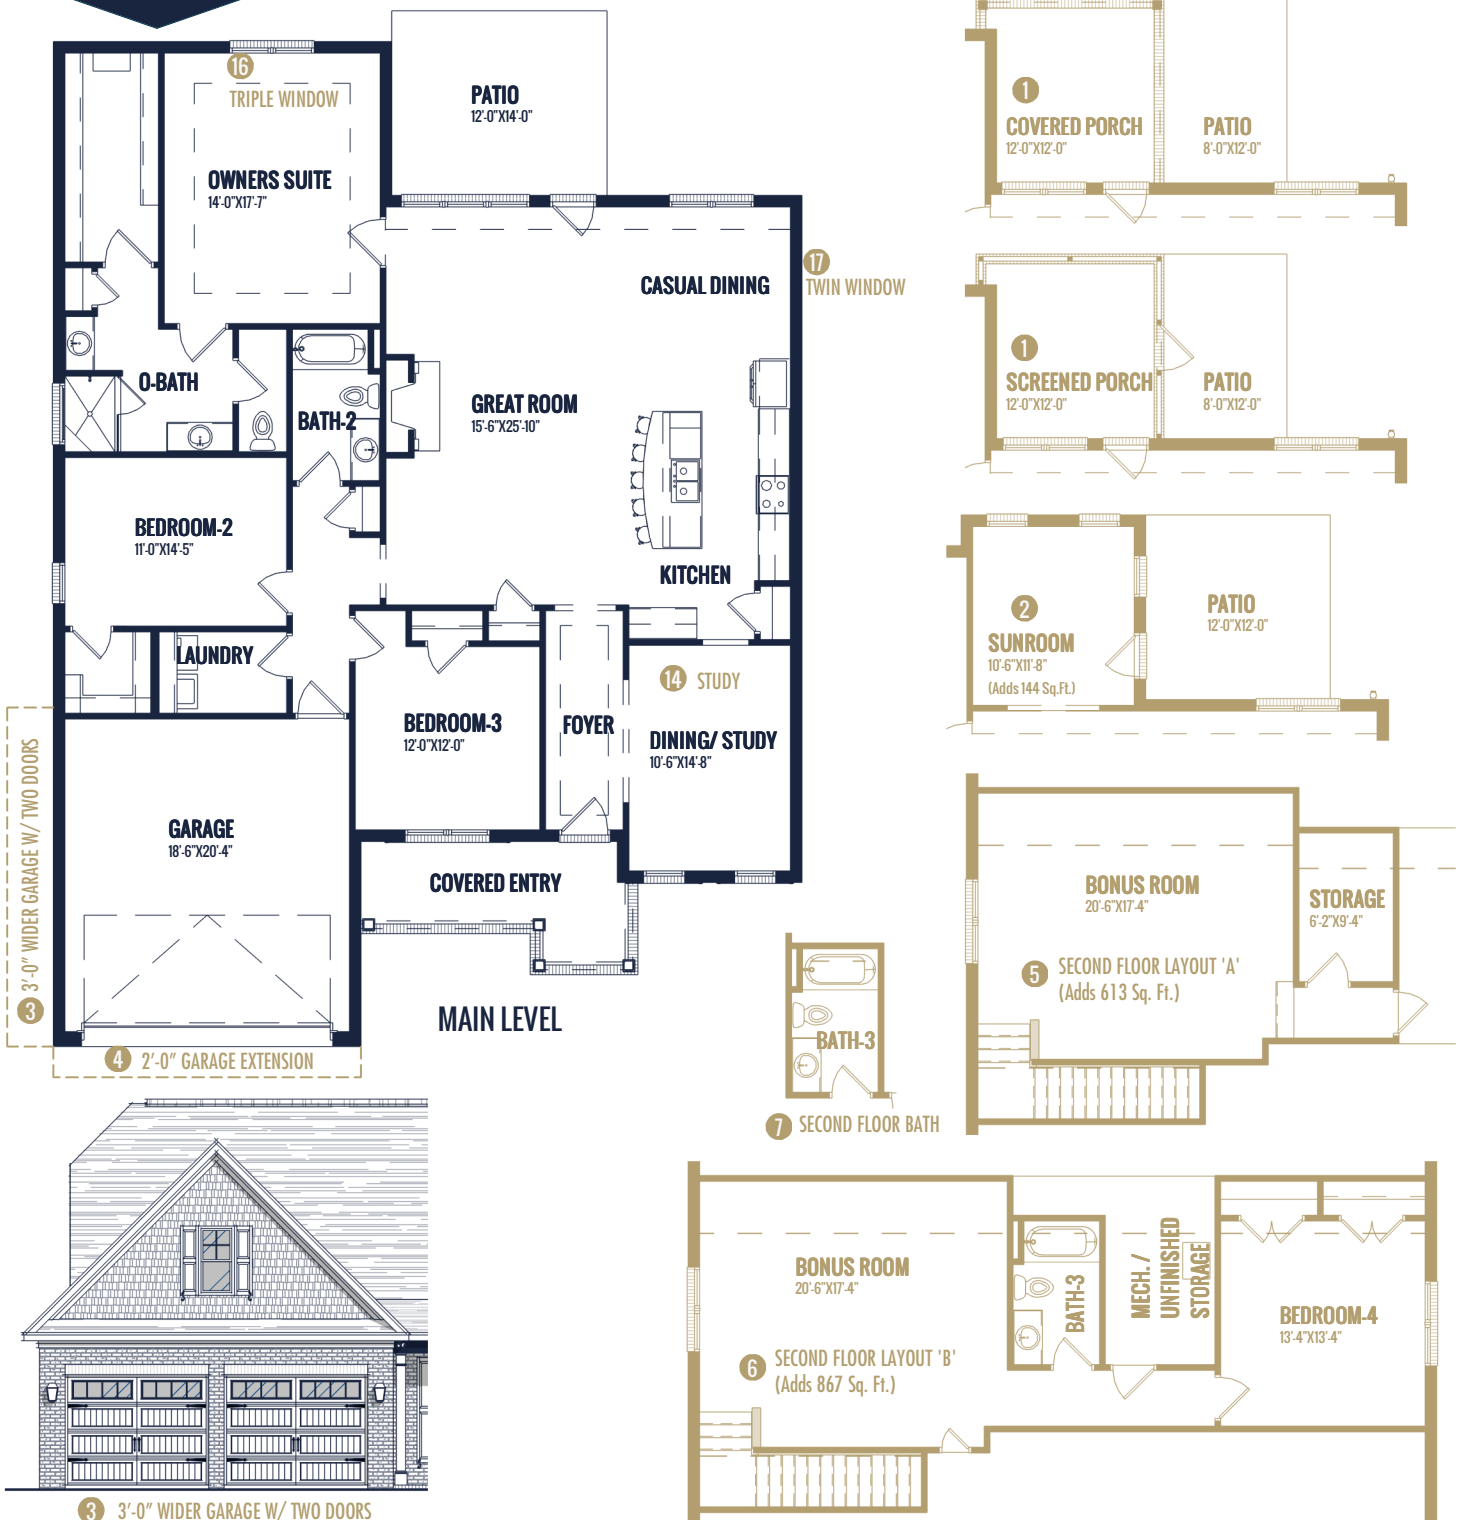 16
TRIPLE WINDOW
PATIO
12'-0"X14'-0"
OWNERS SUITE
14'-0"X17'-7"
CASUAL DINING
17
TWIN WINDOW
O-BATH
BATH-2
GREAT ROOM
15'-6"X25'-10"
BEDROOM-2
11'-0"X14'-5"
KITCHEN
LAUNDRY
14 STUDY
BEDROOM-3
12'-0"X12'-0"
FOYER
DINING/ STUDY
10'-6"X14'-8"
GARAGE
18'-6"X20'-4"
COVERED ENTRY
3 3'-0" WIDER GARAGE W/ TWO DOORS
MAIN LEVEL
4 2'-0" GARAGE EXTENSION
3 3'-0" WIDER GARAGE W/ TWO DOORS
1
COVERED PORCH
12'-0"X12'-0"
PATIO
8'-0"X12'-0"
1
SCREENED PORCH
12'-0"X12'-0"
PATIO
8'-0"X12'-0"
2
SUNROOM
10'-6"X11'-8"
(Adds 144 Sq.Ft.)
PATIO
12'-0"X12'-0"
BONUS ROOM
20'-6"X17'-4"
STORAGE
6'-2"X9'-4"
5 SECOND FLOOR LAYOUT 'A'
(Adds 613 Sq. Ft.)
BATH-3
7 SECOND FLOOR BATH
BONUS ROOM
20'-6"X17'-4"
BATH-3
MECH. /
UNFINISHED
STORAGE
BEDROOM-4
13'-4"X13'-4"
6 SECOND FLOOR LAYOUT 'B'
(Adds 867 Sq. Ft.)